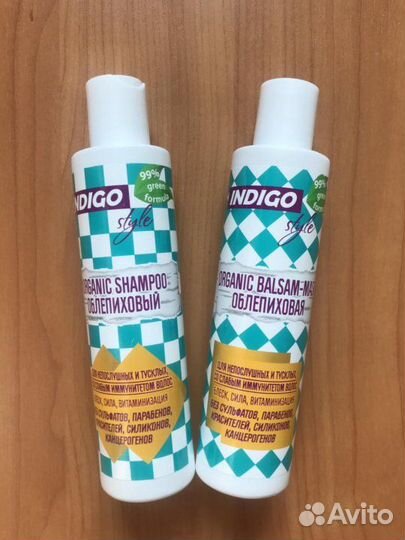 99%
green
formula
INDIGO
style
ORGANIC SHAMPOO
ОБЛЕПИХОВЫЙ
ДЛЯ НЕПОСЛУШНЫХ И ТУСКЛЫХ,
СО СЛАБЫМ ИММУНИТЕТОМ ВОЛОС
БЛЕСК, СИЛА, ВИТАМИНИЗАЦИЯ
БЕЗ СУЛЬФАТОВ, ПАРАБЕНОВ,
КРАСИТЕЛЕЙ, СИЛИКОНОВ,
КАНЦЕРОГЕНОВ
99%
green
formula
INDIGO
style
ORGANIC BALSAM-MA
ОБЛЕПИХОВАЯ
ДЛЯ НЕПОСЛУШНЫХ И ТУСКЛЫХ,
СО СЛАБЫМ ИММУНИТЕТОМ ВОЛОС
БЛЕСК, СИЛА, ВИТАМИНИЗАЦИЯ
БЕЗ СУЛЬФАТОВ, ПАРАБЕНОВ,
КРАСИТЕЛЕЙ, СИЛИКОНОВ,
КАНЦЕРОГЕНОВ
Avito